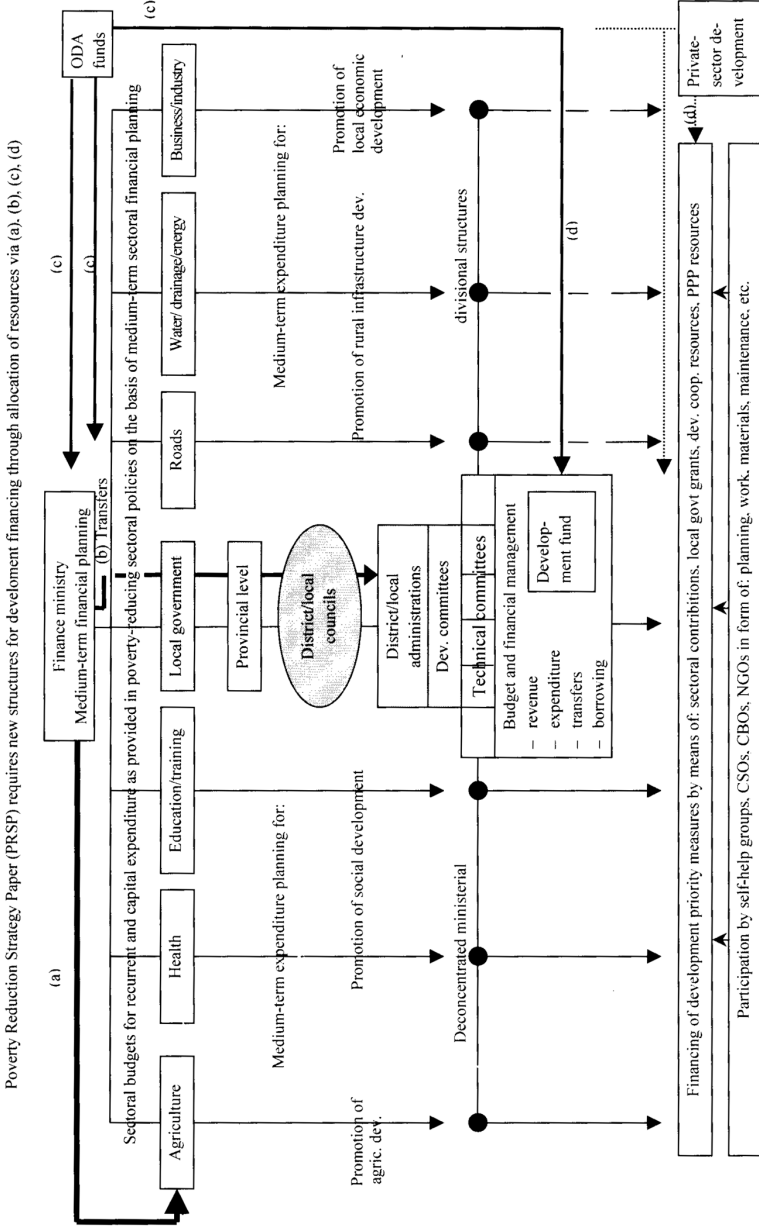 Poverty Reduction Strategy Paper (PRSP) requires new structures for develoment financing through allocation of resources via (a), (b), (c), (d)
(a)
(c)
(c)
(c)
Finance ministry
Medium-term financial planning
ODA
funds
(b) Transfers
Sectoral budgets for recurrent and capital expenditure as provided in poverty-reducing sectoral policies on the basis of medium-term sectoral financial planning
Agriculture
Health
Education/training
Local government
Roads
Water/ drainage/energy
Business/industry
Provincial level
Medium-term expenditure planning for:
Medium-term expenditure planning for:
District/local
councils
Promotion of
agric. dev.
Promotion of social development
Promotion of rural infrastructure dev.
Promotion of
local economic
development
District/local
administrations
Dev. committees
Technical committees
Deconcentrated ministerial
divisional structures
Budget and financial management
– revenue
– expenditure
– transfers
– borrowing
Develop-
ment fund
(d)
(d)
Private-
sector de-
velopment
Financing of development priority measures by means of: sectoral contribitions, local govt grants, dev. coop. resources, PPP resources
Participation by self-help groups, CSOs, CBOs, NGOs in form of: planning, work, materials, maintenance, etc.